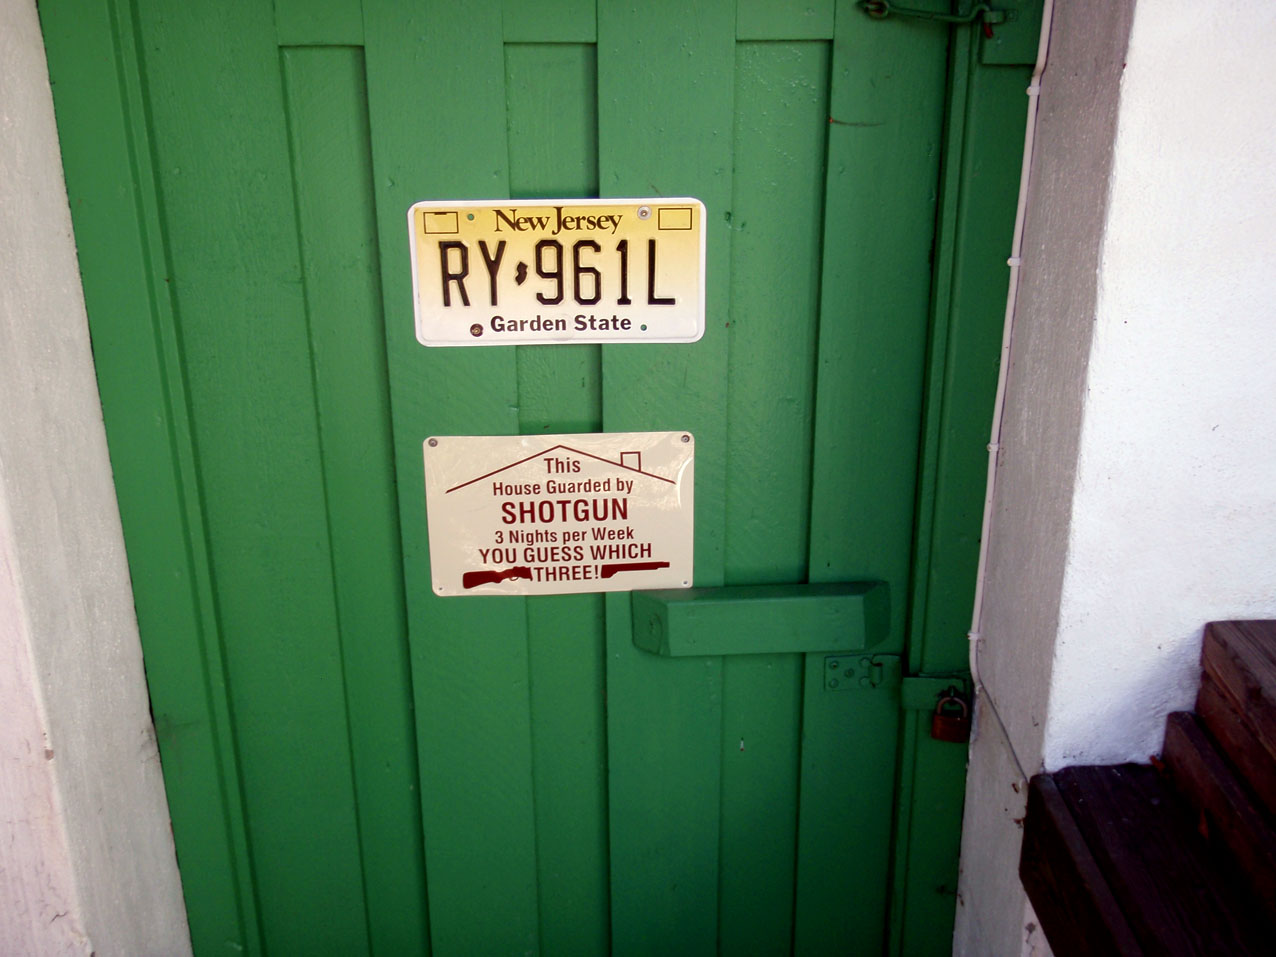 New Jersey
RY 961L
Garden State
This
House Guarded by
SHOTGUN
3 Nights per Week
YOU GUESS WHICH
THREE!